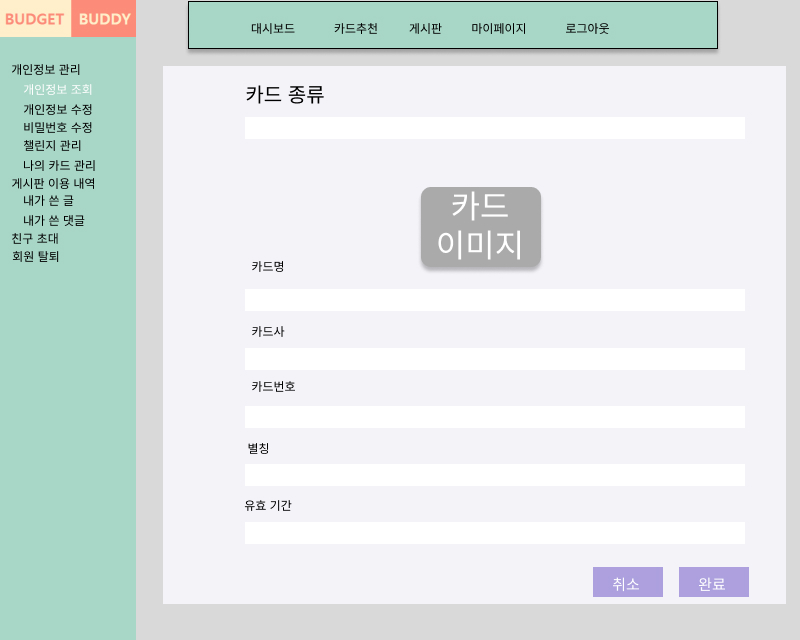 BUDGET BUDDY
대시보드 카드추천 게시판 마이페이지 로그아웃
개인정보 관리
개인정보 조회
개인정보 수정
비밀번호 수정
챌린지 관리
나의 카드 관리
게시판 이용 내역
내가 쓴 글
내가 쓴 댓글
친구 초대
회원 탈퇴
카드 종류
카드
이미지
카드명
카드사
카드번호
별칭
유효 기간
취소 완료